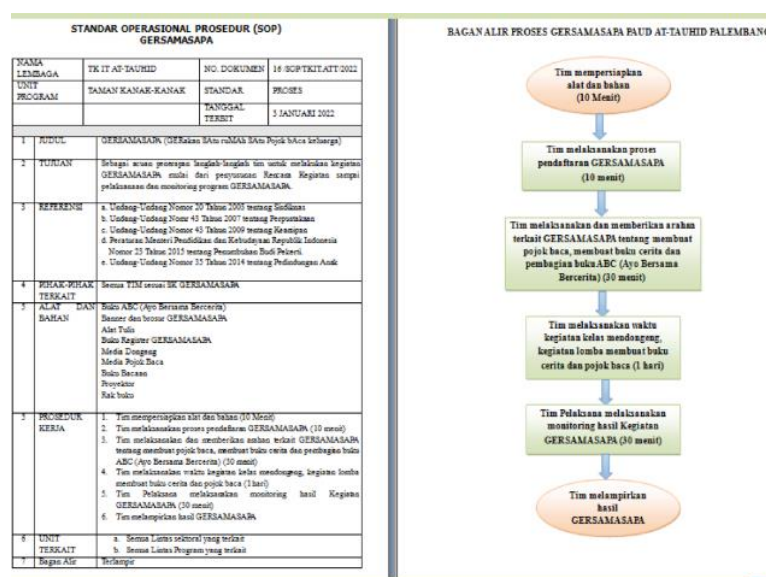 STANDAR OPERASIONAL PROSEDUR (SOP)
GERSAMASAPA
NAMA LEMBAGA
TK IT AT-TAUHID
NO. DOKUMEN
16/SOP/TKIT.ATT/2022
UNIT PROGRAM
TAMAN KANAK-KANAK
STANDAR
PROSES
TANGGAL TERBIT
3 JANUARI 2022
1 JUDUL
GERSAMASAPA (GERakan SAtu ruMAh SAtu Pojok bAca keluarga)
2 TUJUAN
Sebagai acuan penerapan langkah-langkah tim untuk melakukan kegiatan
GERSAMASAPA mulai dari penyusunan Rencana Kegiatan sampai
pelaksanaan dan monitoring program GERSAMASAPA.
3 REFERENSI
a. Undang-Undang Nomor 20 Tahun 2003 tentang Sisdiknas
b. Undang-Undang Nomr 43 Tahun 2007 tentang Perpustakaan
c. Undang-Undang Nomor 43 Tahun 2009 tentang Kearsipan
d. Peraturan Menteri Pendidikan dan Kebudayaan Republik Indonesia
Nomor 23 Tahun 2015 tentang Penumbuhan Budi Pekerti.
e. Undang-Undang Nomor 35 Tahun 2014 tentang Perlindungan Anak
4 PIHAK-PIHAK TERKAIT
Semua TIM sesuai SK GERSAMASAPA
5 ALAT DAN BAHAN
Buku ABC (Ayo Bersama Bercerita)
Banner dan brosur GERSAMASAPA
Alat Tulis
Buku Register GERSAMASAPA
Media Dongeng
Media Pojok Baca
Buku Bacaan
Proyektor
Rak buku
5 PROSEDUR KERJA
1. Tim mempersiapkan alat dan bahan (10 Menit)
2. Tim melaksanakan proses pendaftaran GERSAMASAPA (10 menit)
3. Tim melaksanakan dan memberikan arahan terkait GERSAMASAPA
tentang membuat pojok baca, membuat buku cerita dan pembagian buku
ABC (Ayo Bersama Bercerita) (30 menit)
4. Tim melaksanakan waktu kegiatan kelas mendongeng, kegiatan lomba
membuat buku cerita dan pojok baca (1 hari)
5. Tim Pelaksana melaksanakan monitoring hasil Kegiatan
GERSAMASAPA (30 menit)
6. Tim melampirkan hasil GERSAMASAPA
6 UNIT TERKAIT
a. Semua Lintas sektoral yang terkait
b. Semua Lintas Program yang terkait
7 Bagan Alir
Terlampir
BAGAN ALIR PROSES GERSAMASAPA PAUD AT-TAUHID PALEMBANG
Tim mempersiapkan
alat dan bahan
(10 Menit)
Tim melaksanakan proses
pendaftaran GERSAMASAPA
(10 menit)
Tim melaksanakan dan memberikan arahan
terkait GERSAMASAPA tentang membuat
pojok baca, membuat buku cerita dan
pembagian buku ABC (Ayo Bersama
Bercerita) (30 menit)
Tim melaksanakan waktu
kegiatan kelas mendongeng,
kegiatan lomba membuat buku
cerita dan pojok baca (1 hari)
Tim Pelaksana melaksanakan
monitoring hasil Kegiatan
GERSAMASAPA (30 menit)
Tim melampirkan
hasil
GERSAMASAPA